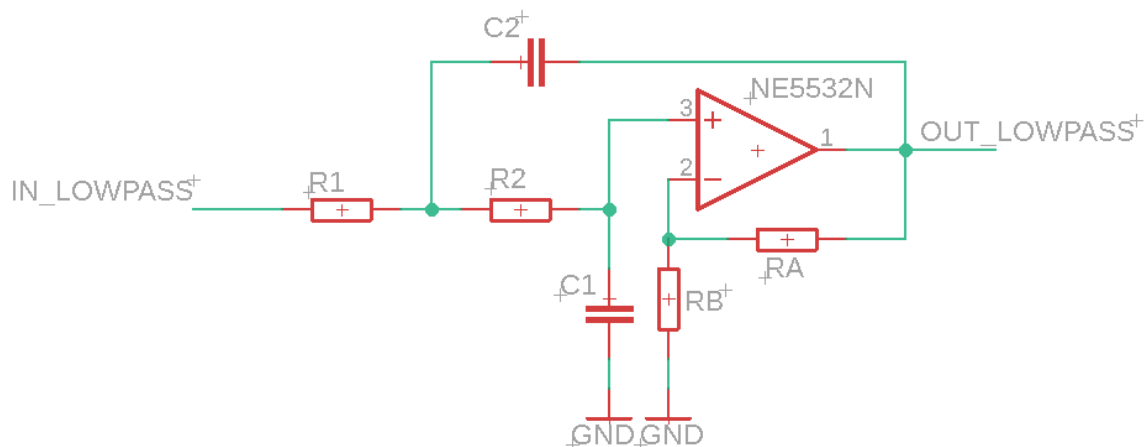 C2
NE5532N
3
+
1
OUT_LOWPASS
2
−
IN_LOWPASS
R1
R2
RA
C1
RB
GND
GND